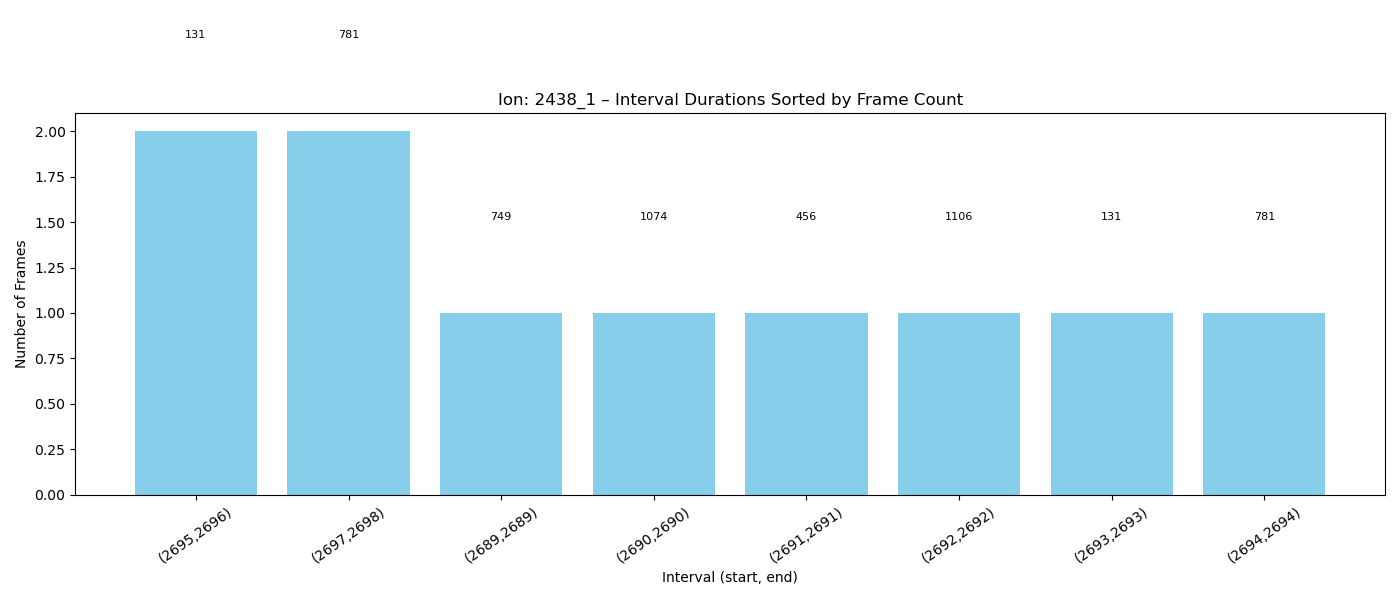 131 781
Ion: 2438_1 – Interval Durations Sorted by Frame Count
2.00
1.75
1.50
1.25
1.00
0.75
0.50
0.25
0.00
Number of Frames
749 1074 456 1106 131 781
(2695,2696) (2697,2698) (2689,2689) (2690,2690) (2691,2691) (2692,2692) (2693,2693) (2694,2694)
Interval (start, end)